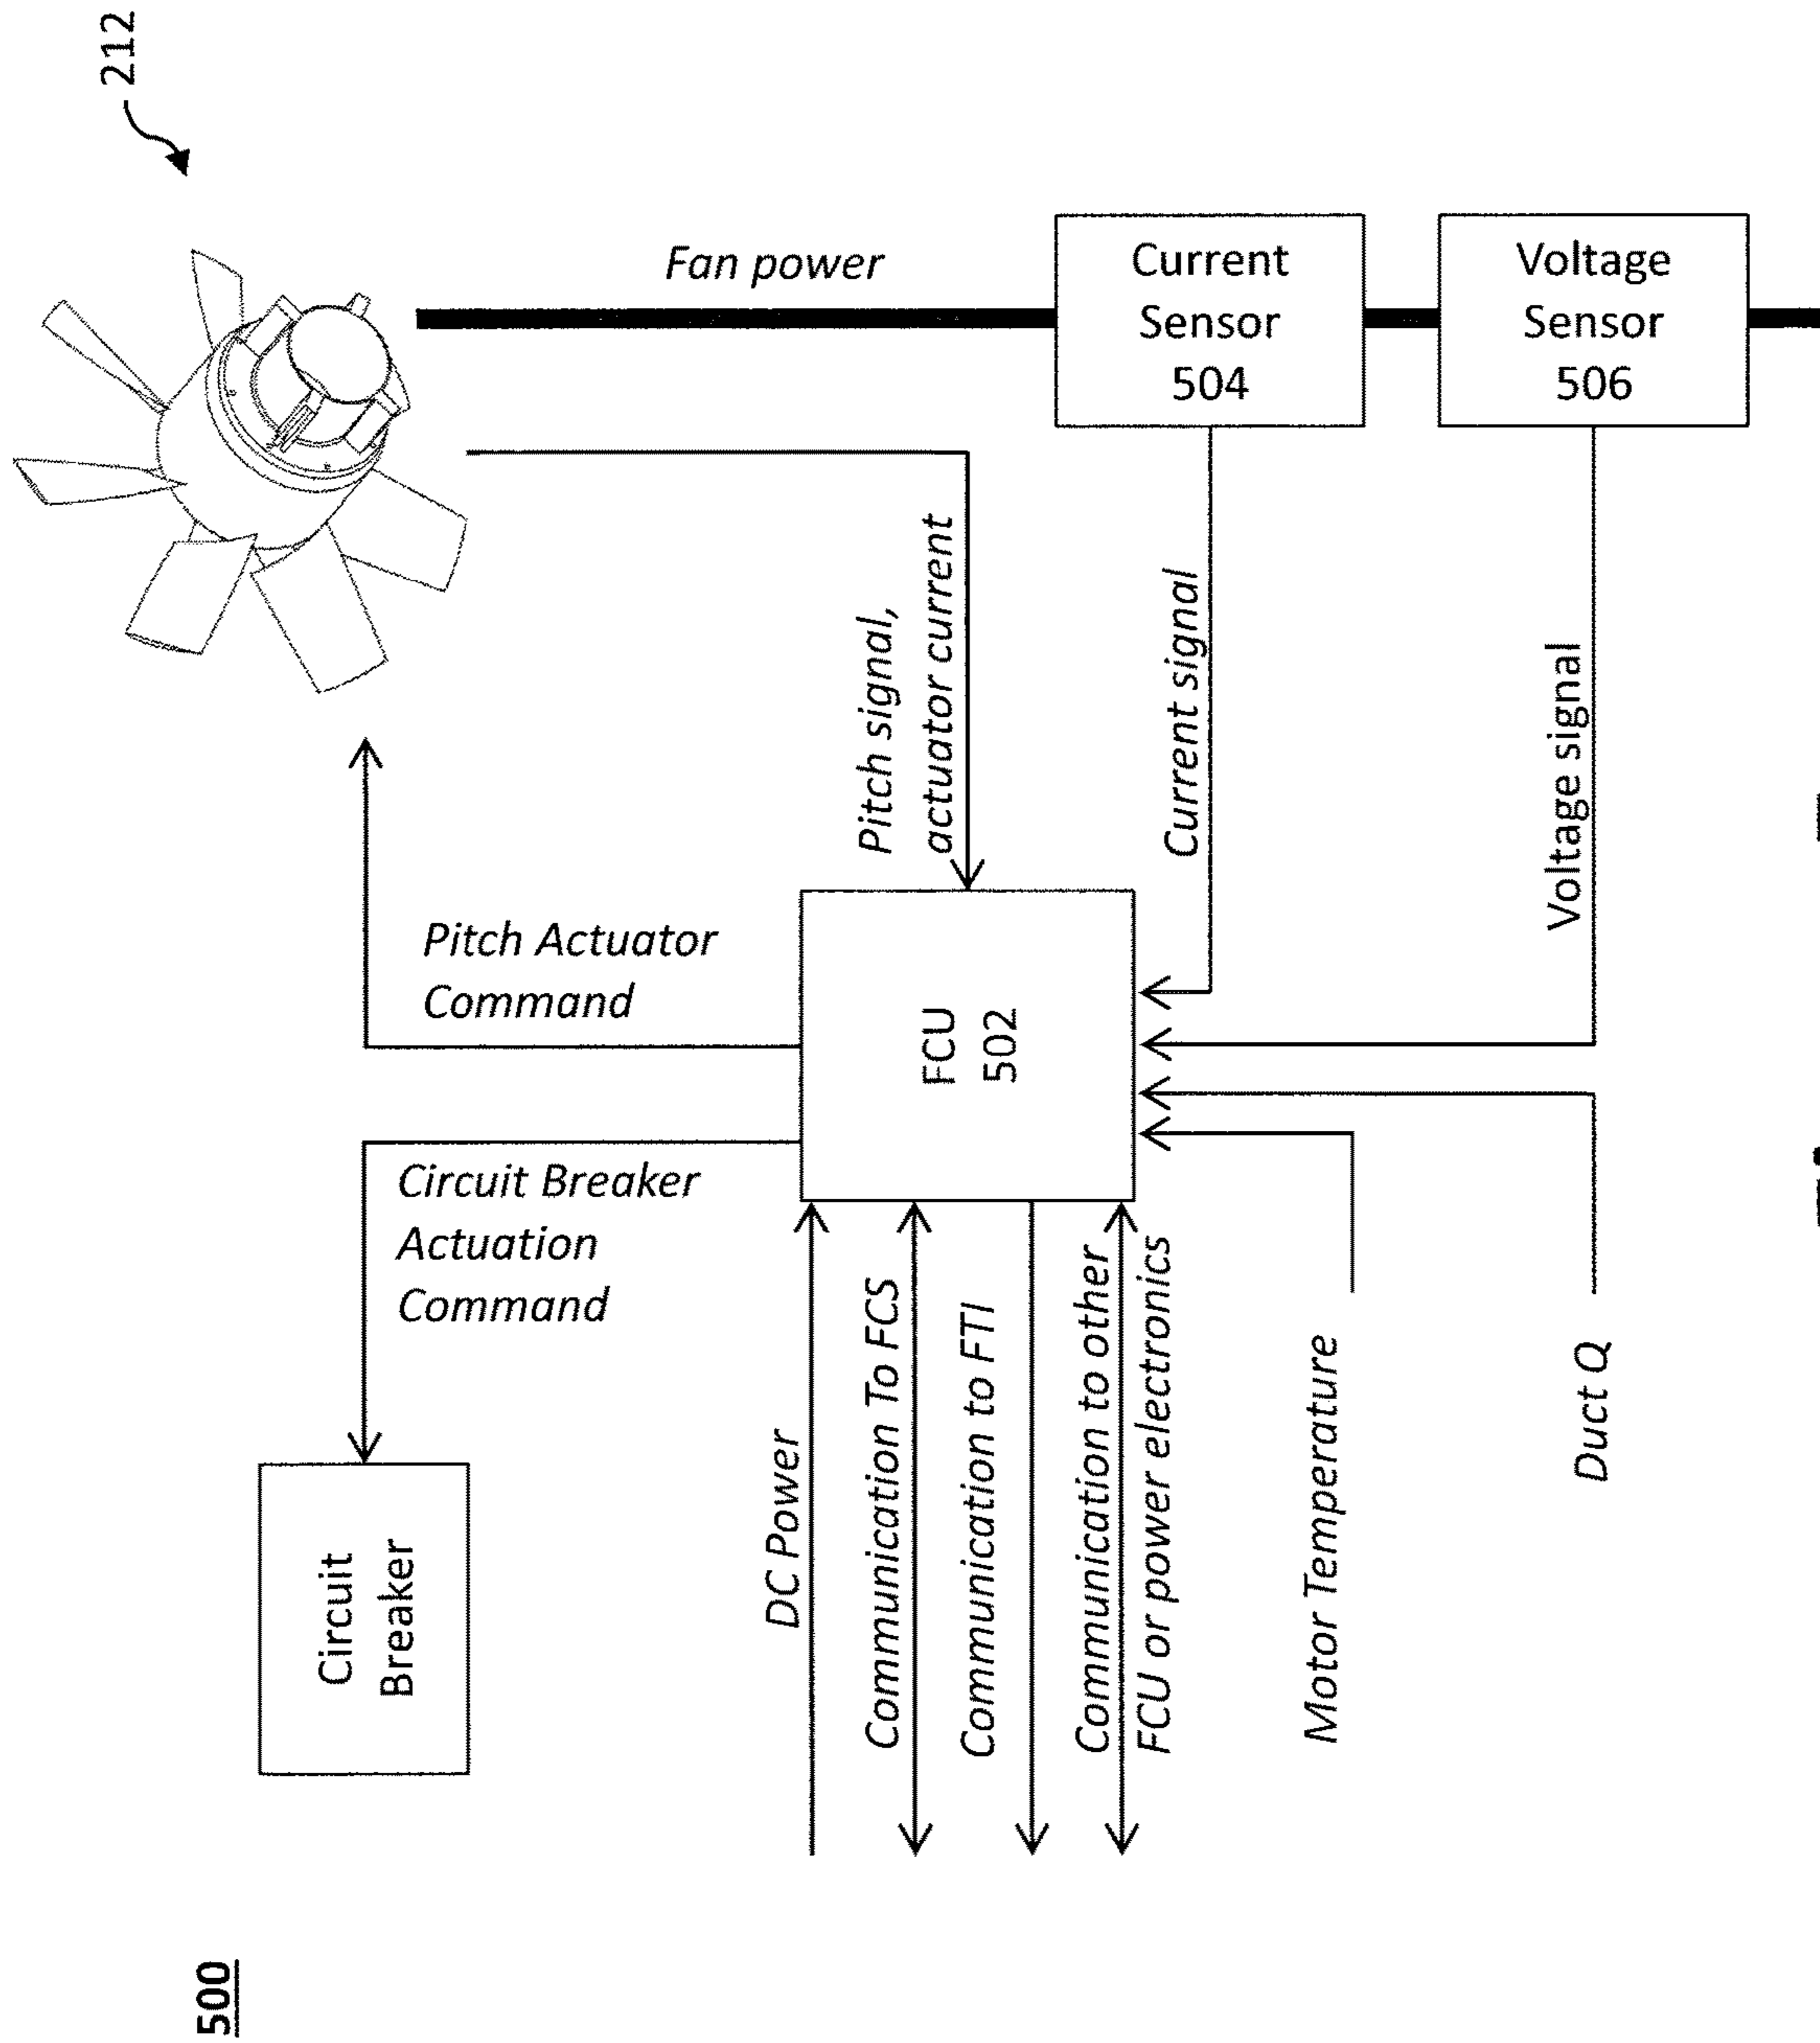 500
212
Circuit
Breaker
Circuit Breaker
Actuation
Command
Pitch Actuator
Command
Fan power
Pitch signal,
actuator current
DC Power
Communication To FCS
Communication to FTI
Communication to other
FCU or power electronics
FCU
502
Current
Sensor
504
Current signal
Motor Temperature
Voltage
Sensor
506
Voltage signal
Duct Q